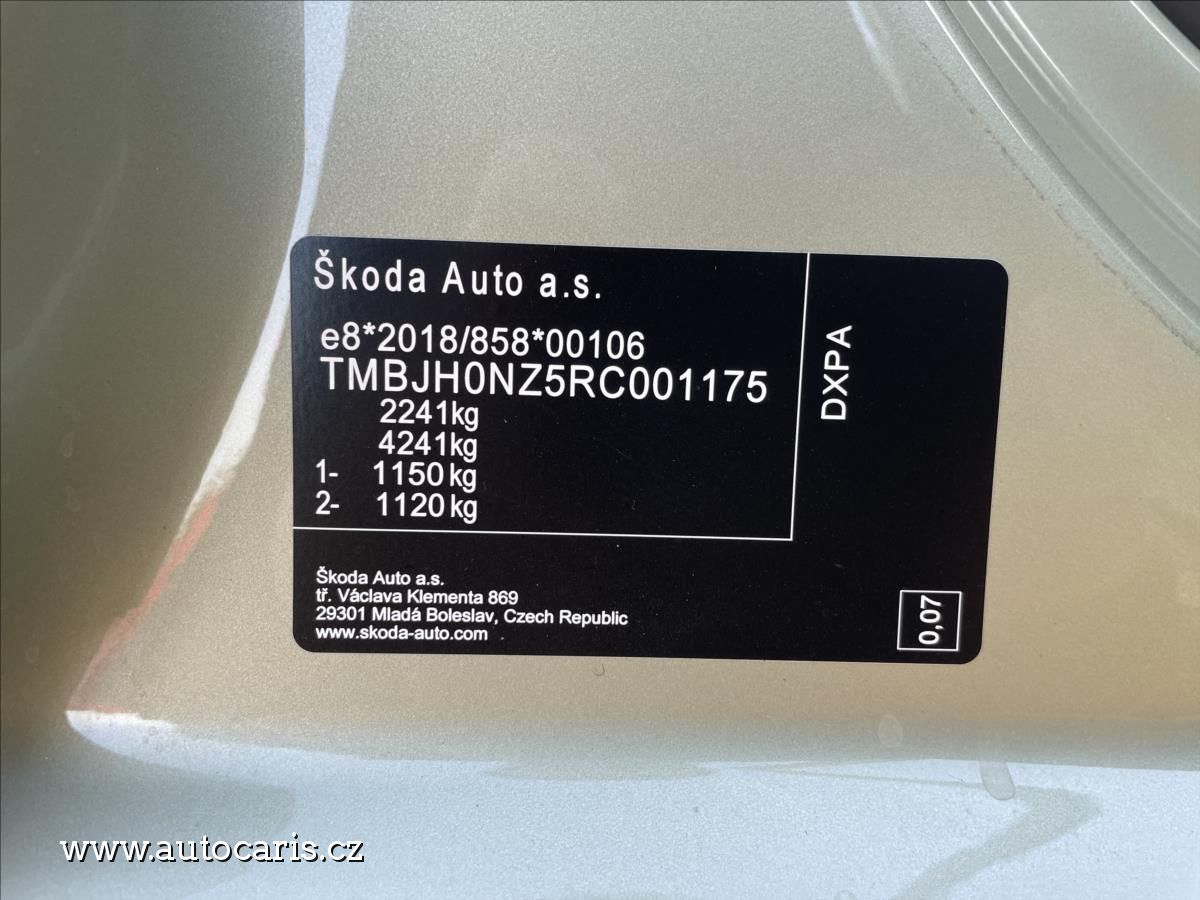 Škoda Auto a.s.
e8*2018/858*00106
TMBJH0NZ5RC001175
2241kg
4241kg
1- 1150kg
2- 1120kg
DXPA
Škoda Auto a.s.
tř. Václava Klementa 869
29301 Mladá Boleslav, Czech Republic
www.skoda-auto.com
0,07
www.autocaris.cz